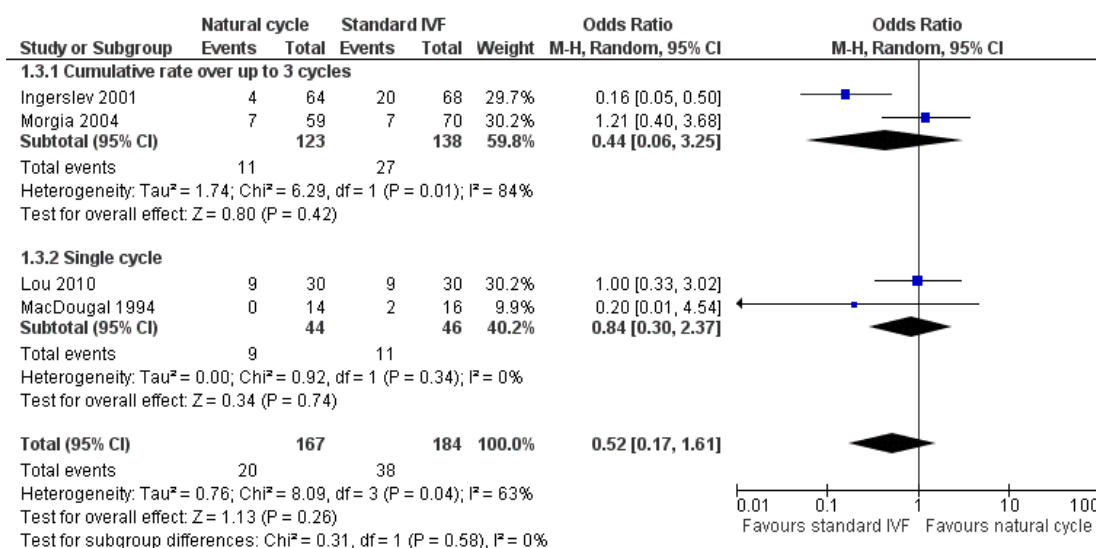 Natural cycle Standard IVF Odds Ratio Odds Ratio
Study or Subgroup Events Total Events Total Weight M-H, Random, 95% CI M-H, Random, 95% CI
1.3.1 Cumulative rate over up to 3 cycles
Ingerslev 2001 4 64 20 68 29.7% 0.16 [0.05, 0.50]
Morgia 2004 7 59 7 70 30.2% 1.21 [0.40, 3.68]
Subtotal (95% CI) 123 138 59.8% 0.44 [0.06, 3.25]
Total events 11 27
Heterogeneity: Tau² = 1.74; Chi² = 6.29, df = 1 (P = 0.01); I² = 84%
Test for overall effect: Z = 0.80 (P = 0.42)
1.3.2 Single cycle
Lou 2010 9 30 9 30 30.2% 1.00 [0.33, 3.02]
MacDougal 1994 0 14 2 16 9.9% 0.20 [0.01, 4.54]
Subtotal (95% CI) 44 46 40.2% 0.84 [0.30, 2.37]
Total events 9 11
Heterogeneity: Tau² = 0.00; Chi² = 0.92, df = 1 (P = 0.34); I² = 0%
Test for overall effect: Z = 0.34 (P = 0.74)
Total (95% CI) 167 184 100.0% 0.52 [0.17, 1.61]
Total events 20 38
Heterogeneity: Tau² = 0.76; Chi² = 8.09, df = 3 (P = 0.04); I² = 63%
Test for overall effect: Z = 1.13 (P = 0.26)
Test for subgroup differences: Chi² = 0.31, df = 1 (P = 0.58), I² = 0%
0.01 0.1 1 10 100
Favours standard IVF Favours natural cycle